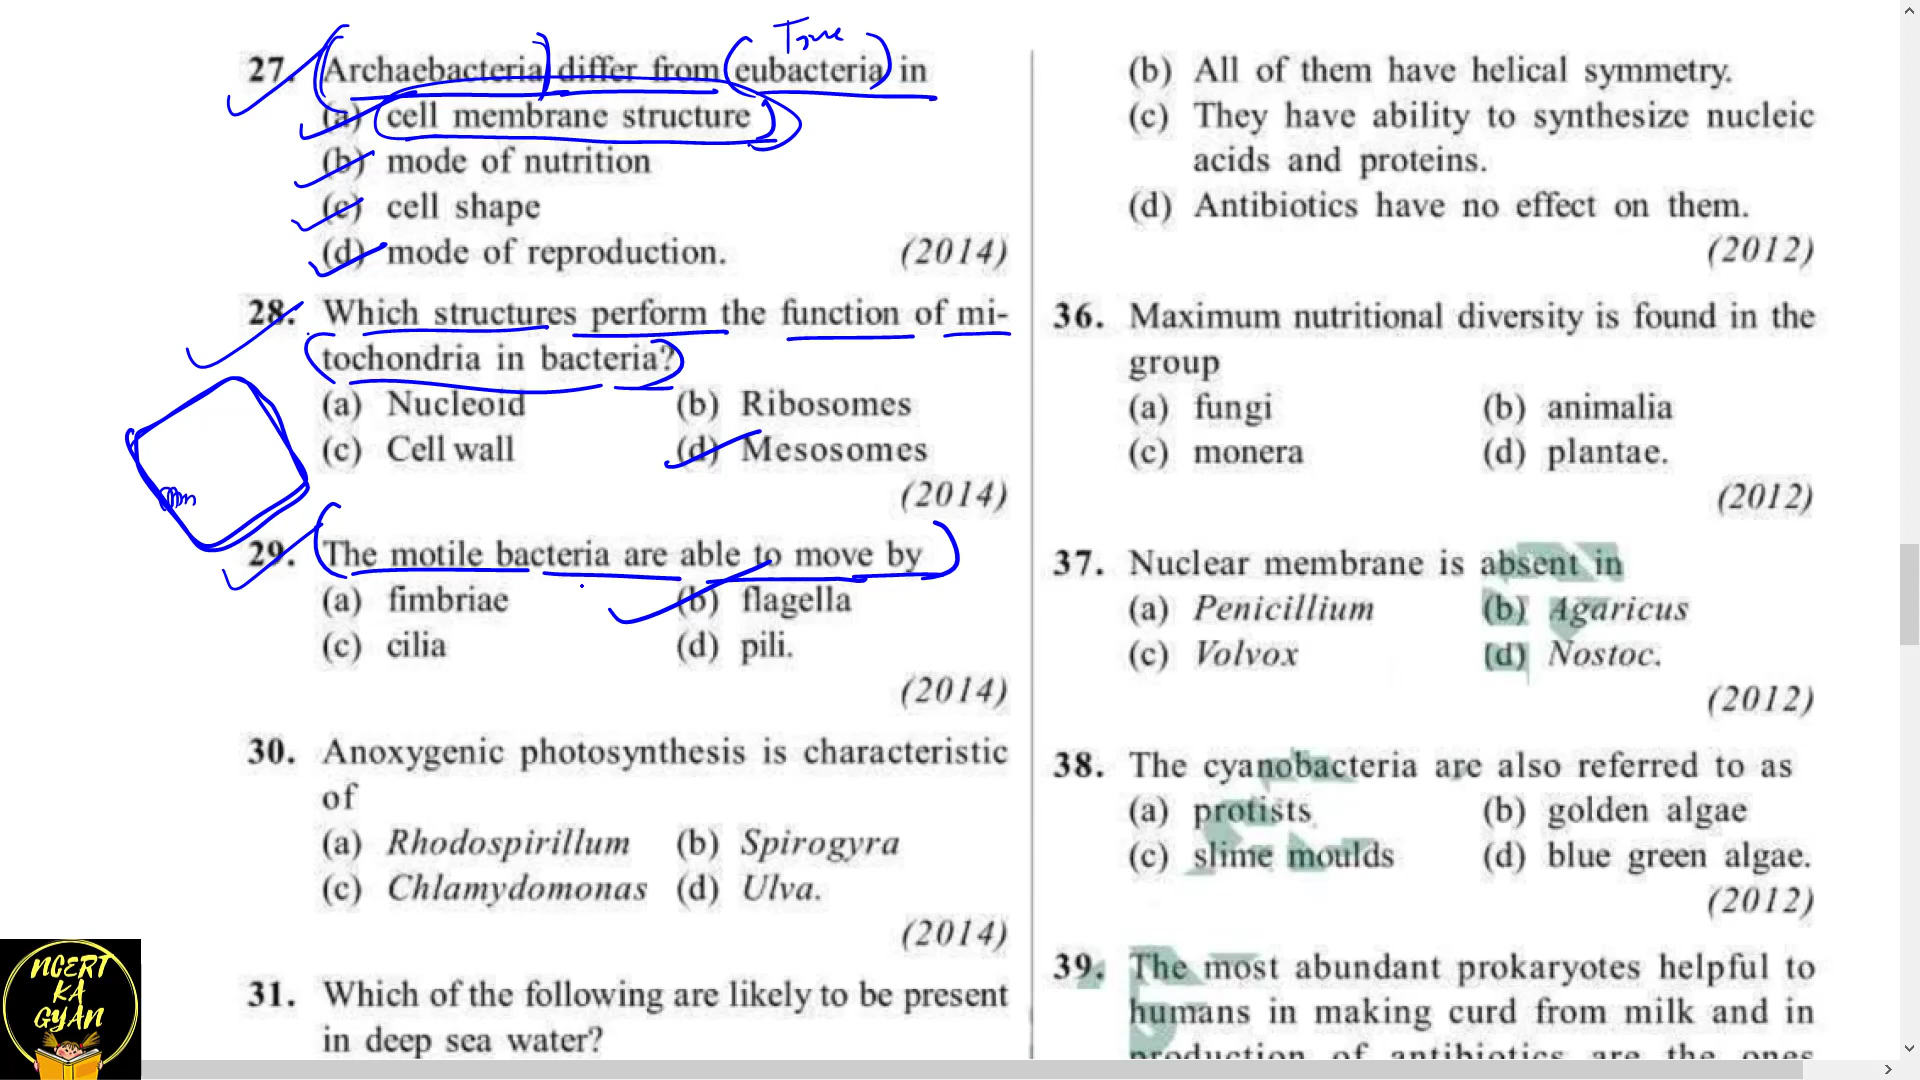 True
27. Archaebacteria differ from eubacteria in
(a) cell membrane structure
(b) mode of nutrition
(c) cell shape
(d) mode of reproduction. (2014)
28. Which structures perform the function of mi-
tochondria in bacteria?
(a) Nucleoid (b) Ribosomes
(c) Cell wall (d) Mesosomes
(2014)
29. The motile bacteria are able to move by
(a) fimbriae (b) flagella
(c) cilia (d) pili.
(2014)
30. Anoxygenic photosynthesis is characteristic
of
(a) Rhodospirillum (b) Spirogyra
(c) Chlamydomonas (d) Ulva.
(2014)
31. Which of the following are likely to be present
in deep sea water?
(b) All of them have helical symmetry.
(c) They have ability to synthesize nucleic
acids and proteins.
(d) Antibiotics have no effect on them.
(2012)
36. Maximum nutritional diversity is found in the
group
(a) fungi (b) animalia
(c) monera (d) plantae.
(2012)
37. Nuclear membrane is absent in
(a) Penicillium (b) Agaricus
(c) Volvox (d) Nostoc.
(2012)
38. The cyanobacteria are also referred to as
(a) protists (b) golden algae
(c) slime moulds (d) blue green algae.
(2012)
39. The most abundant prokaryotes helpful to
humans in making curd from milk and in
production of antibiotics are the ones
NCERT
KA
GYAN